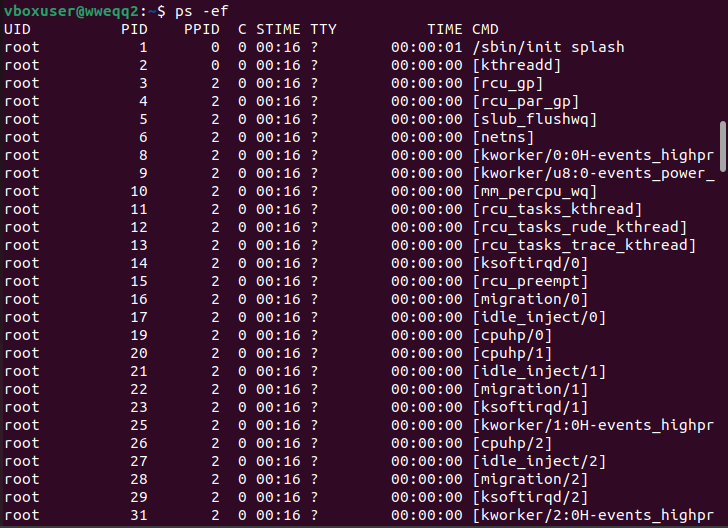 vboxuser@wweqq2:~$ ps -ef
UID PID PPID C STIME TTY TIME CMD
root 1 0 0 00:16 ? 00:00:01 /sbin/init splash
root 2 0 0 00:16 ? 00:00:00 [kthreadd]
root 3 2 0 00:16 ? 00:00:00 [rcu_gp]
root 4 2 0 00:16 ? 00:00:00 [rcu_par_gp]
root 5 2 0 00:16 ? 00:00:00 [slub_flushwq]
root 6 2 0 00:16 ? 00:00:00 [netns]
root 8 2 0 00:16 ? 00:00:00 [kworker/0:0H-events_highpr
root 9 2 0 00:16 ? 00:00:00 [kworker/u8:0-events_power_
root 10 2 0 00:16 ? 00:00:00 [mm_percpu_wq]
root 11 2 0 00:16 ? 00:00:00 [rcu_tasks_kthread]
root 12 2 0 00:16 ? 00:00:00 [rcu_tasks_rude_kthread]
root 13 2 0 00:16 ? 00:00:00 [rcu_tasks_trace_kthread]
root 14 2 0 00:16 ? 00:00:00 [ksoftirqd/0]
root 15 2 0 00:16 ? 00:00:00 [rcu_preempt]
root 16 2 0 00:16 ? 00:00:00 [migration/0]
root 17 2 0 00:16 ? 00:00:00 [idle_inject/0]
root 19 2 0 00:16 ? 00:00:00 [cpuhp/0]
root 20 2 0 00:16 ? 00:00:00 [cpuhp/1]
root 21 2 0 00:16 ? 00:00:00 [idle_inject/1]
root 22 2 0 00:16 ? 00:00:00 [migration/1]
root 23 2 0 00:16 ? 00:00:00 [ksoftirqd/1]
root 25 2 0 00:16 ? 00:00:00 [kworker/1:0H-events_highpr
root 26 2 0 00:16 ? 00:00:00 [cpuhp/2]
root 27 2 0 00:16 ? 00:00:00 [idle_inject/2]
root 28 2 0 00:16 ? 00:00:00 [migration/2]
root 29 2 0 00:16 ? 00:00:00 [ksoftirqd/2]
root 31 2 0 00:16 ? 00:00:00 [kworker/2:0H-events_highpr